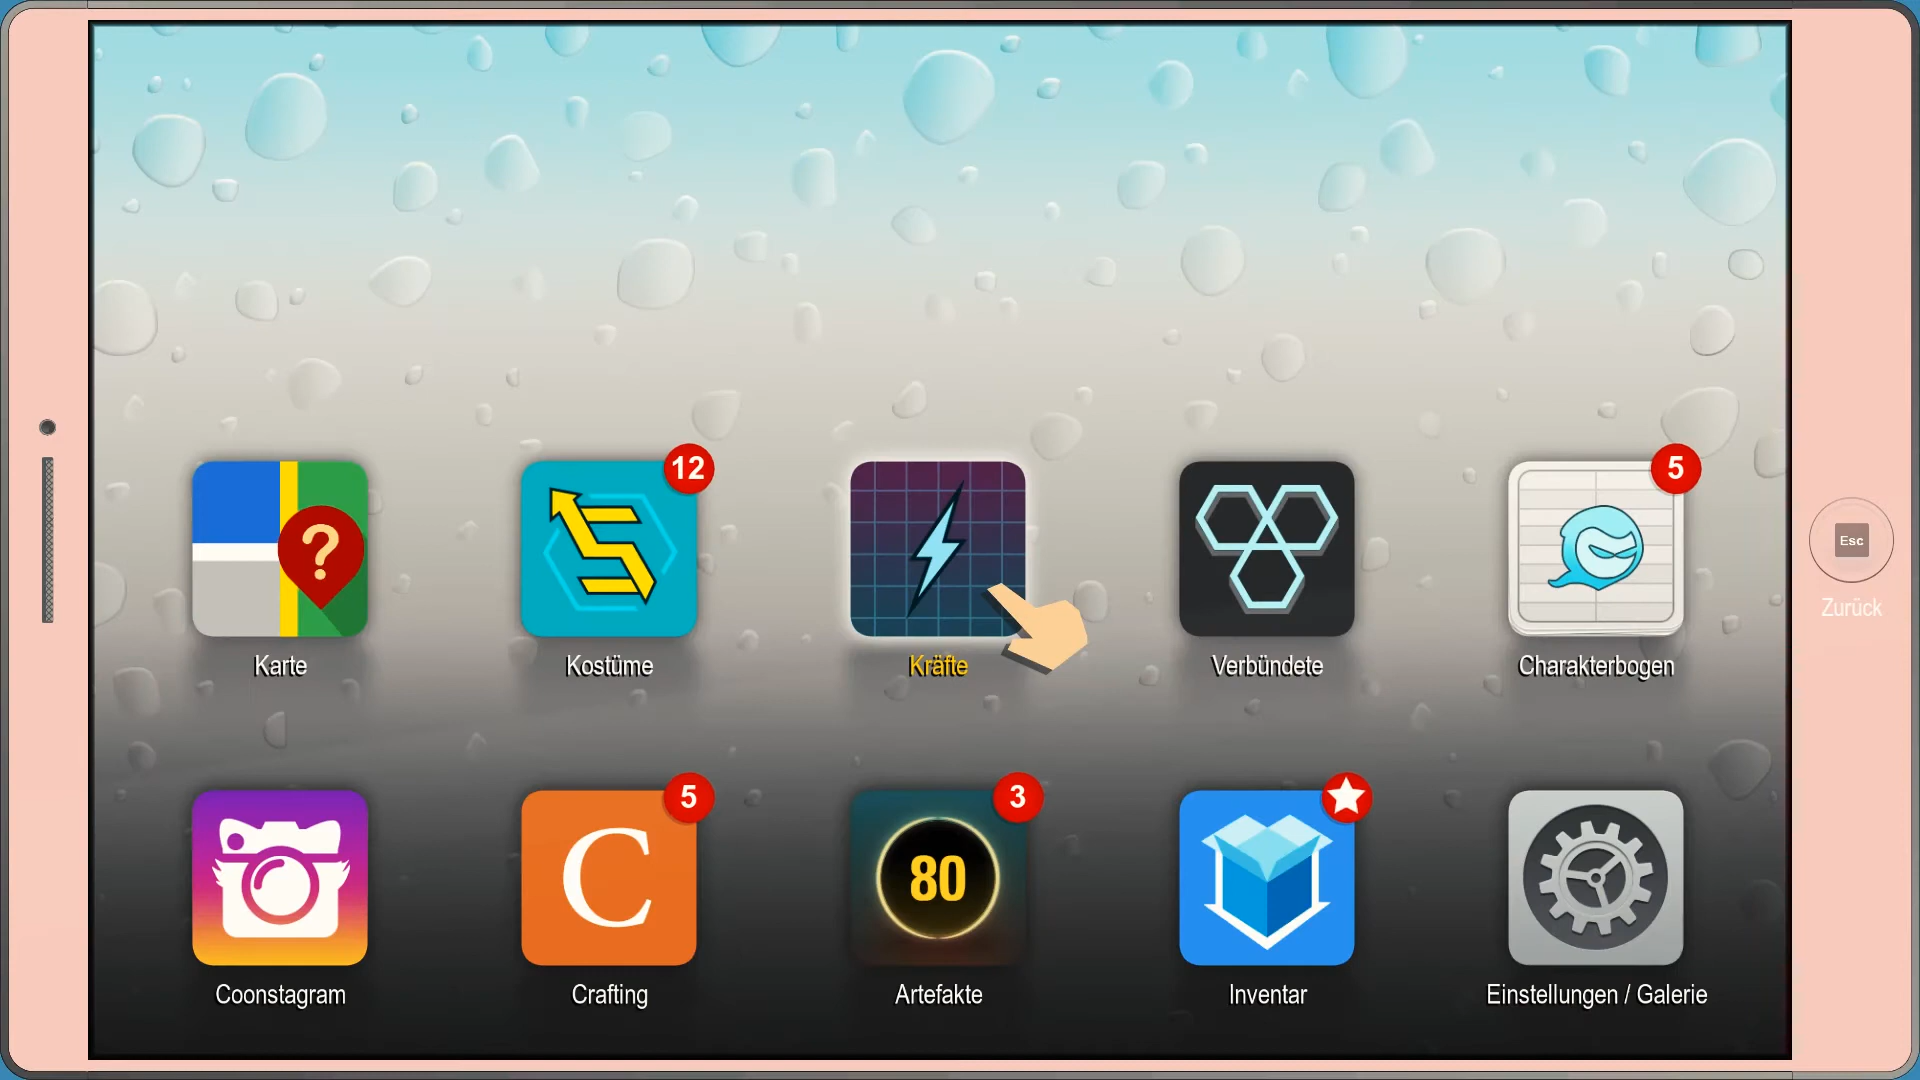 12
5
?
Karte
Kostüme
Kräfte
Verbündete
Charakterbogen
Esc
Zurück
5
3
C
80
Coonstagram
Crafting
Artefakte
Inventar
Einstellungen / Galerie